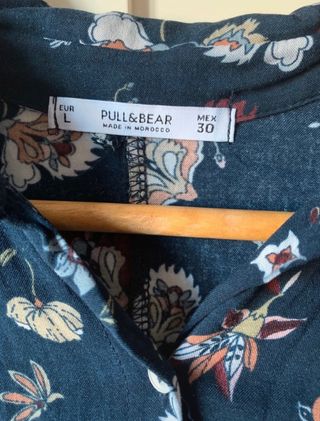 EUR
L
PULL&BEAR
MADE IN MOROCCO
MEX
30